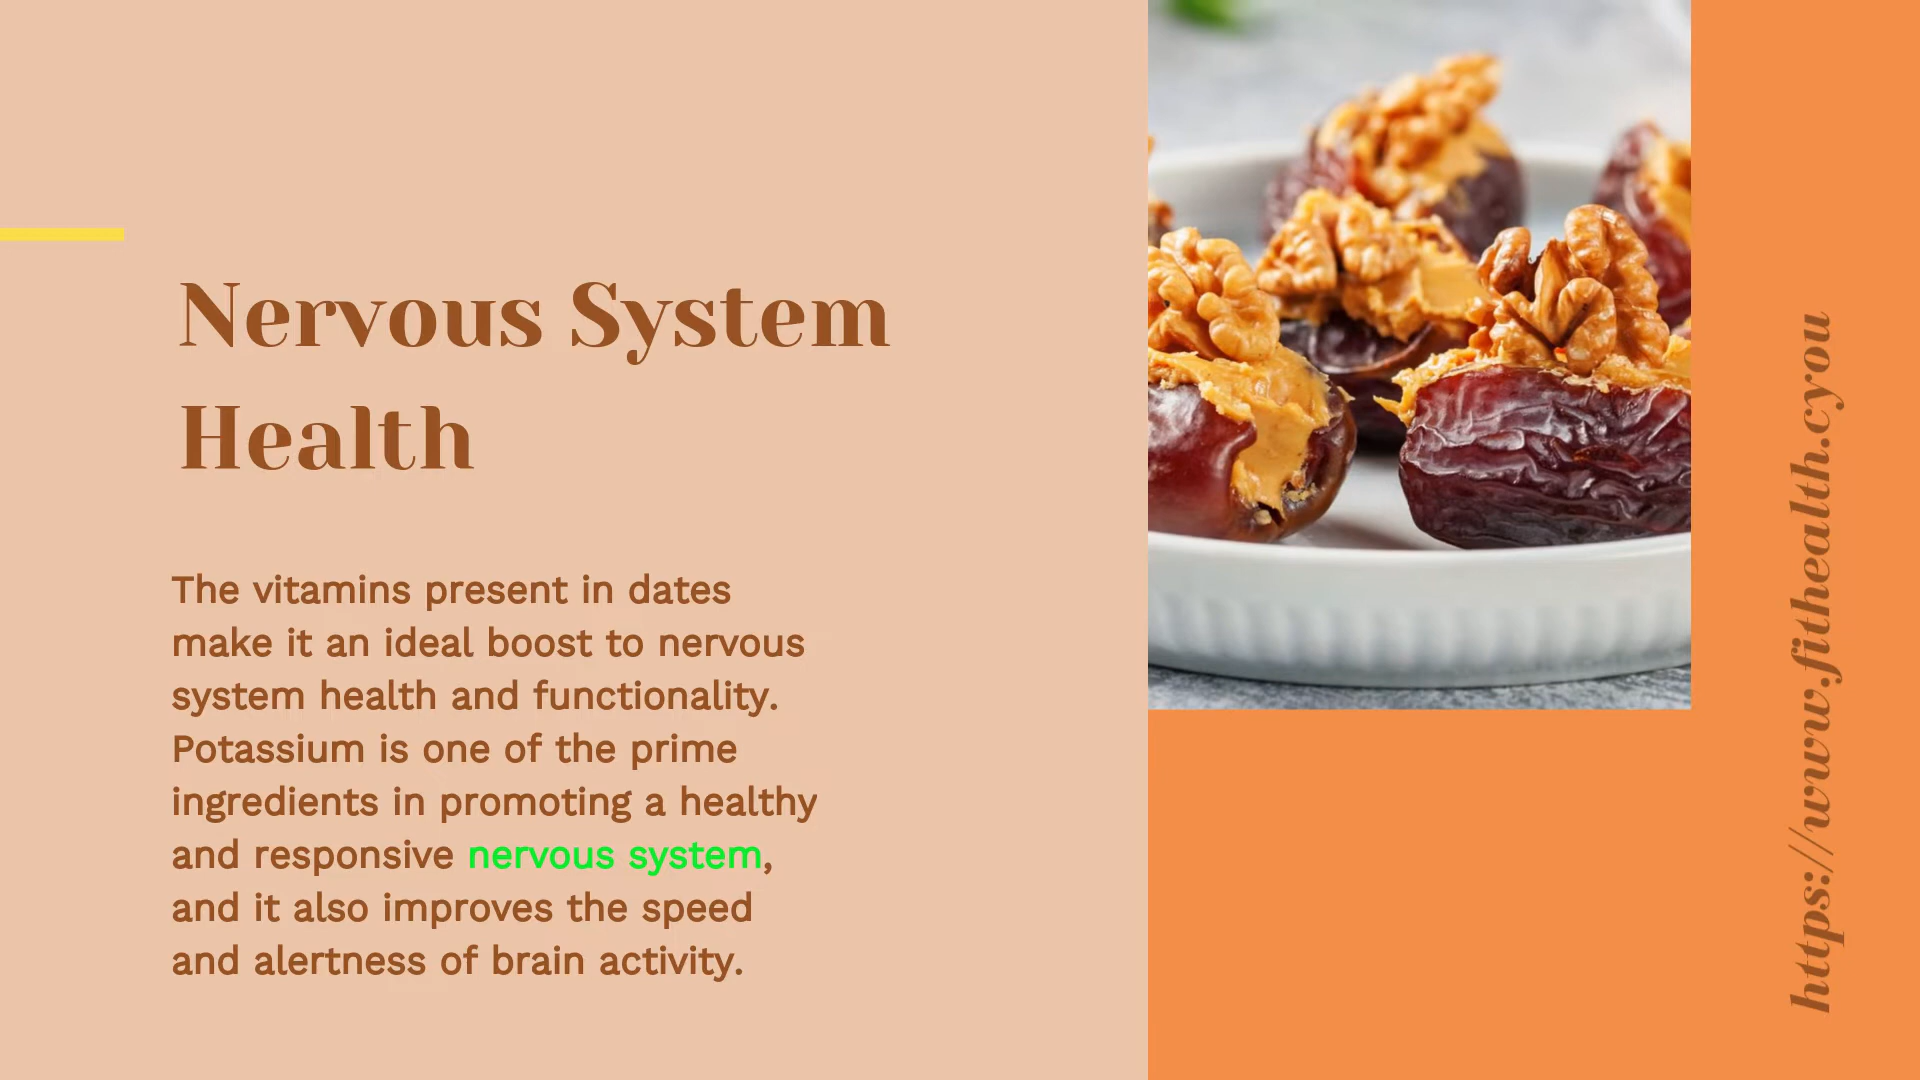 Nervous System
Health
The vitamins present in dates
make it an ideal boost to nervous
system health and functionality.
Potassium is one of the prime
ingredients in promoting a healthy
and responsive nervous system,
and it also improves the speed
and alertness of brain activity.
https://www.fithealth.cyou